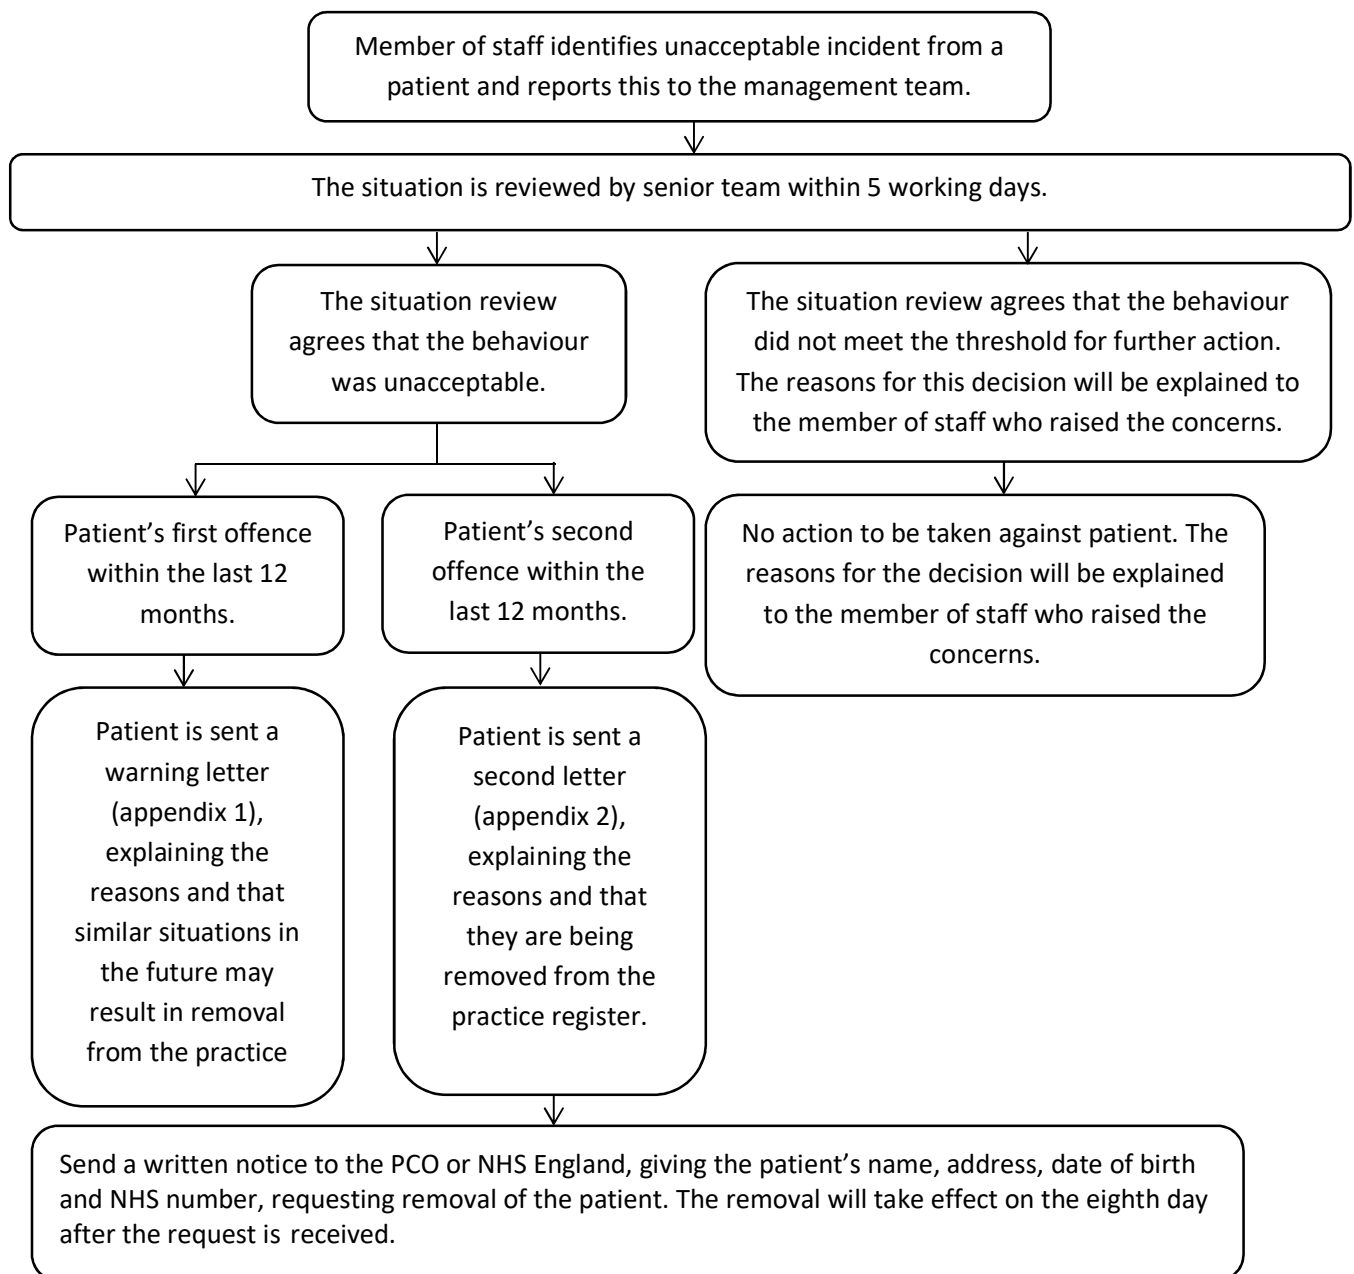 Member of staff identifies unacceptable incident from a
patient and reports this to the management team.
The situation is reviewed by senior team within 5 working days.
The situation review
agrees that the behaviour
was unacceptable.
The situation review agrees that the behaviour
did not meet the threshold for further action.
The reasons for this decision will be explained to
the member of staff who raised the concerns.
Patient’s first offence
within the last 12
months.
Patient’s second
offence within the
last 12 months.
No action to be taken against patient. The
reasons for the decision will be explained
to the member of staff who raised the
concerns.
Patient is sent a
warning letter
(appendix 1),
explaining the
reasons and that
similar situations in
the future may
result in removal
from the practice
Patient is sent a
second letter
(appendix 2),
explaining the
reasons and that
they are being
removed from the
practice register.
Send a written notice to the PCO or NHS England, giving the patient’s name, address, date of birth
and NHS number, requesting removal of the patient. The removal will take effect on the eighth day
after the request is received.